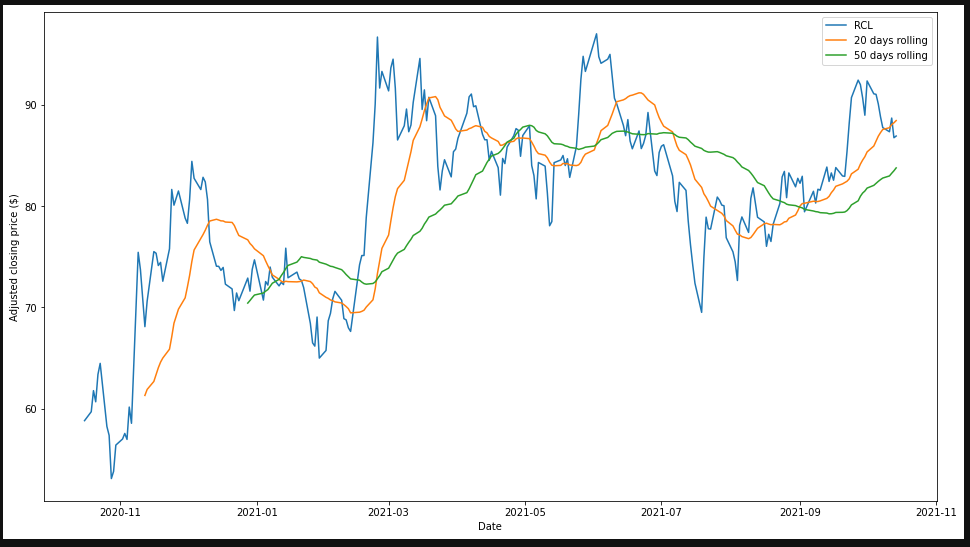 RCL
20 days rolling
50 days rolling
Adjusted closing price ($)
90
80
70
60
2020-11
2021-01
2021-03
2021-05
2021-07
2021-09
2021-11
Date